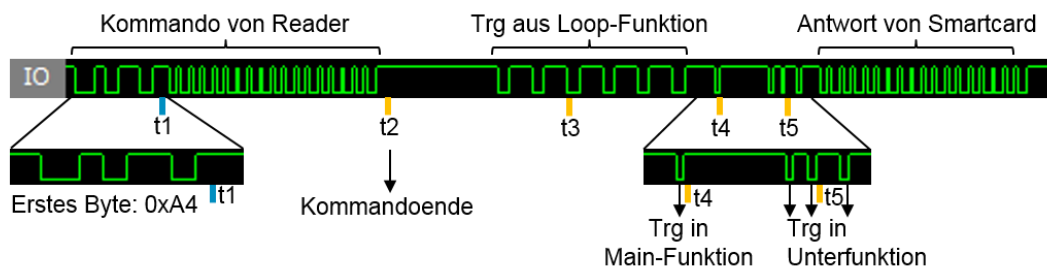 Kommando von Reader
Trg aus Loop-Funktion
Antwort von Smartcard
IO
t1
t2
t3
t4
t5
t1
t4
t5
Erstes Byte: 0xA4
Kommandoende
Trg in
Main-Funktion
Trg in
Unterfunktion